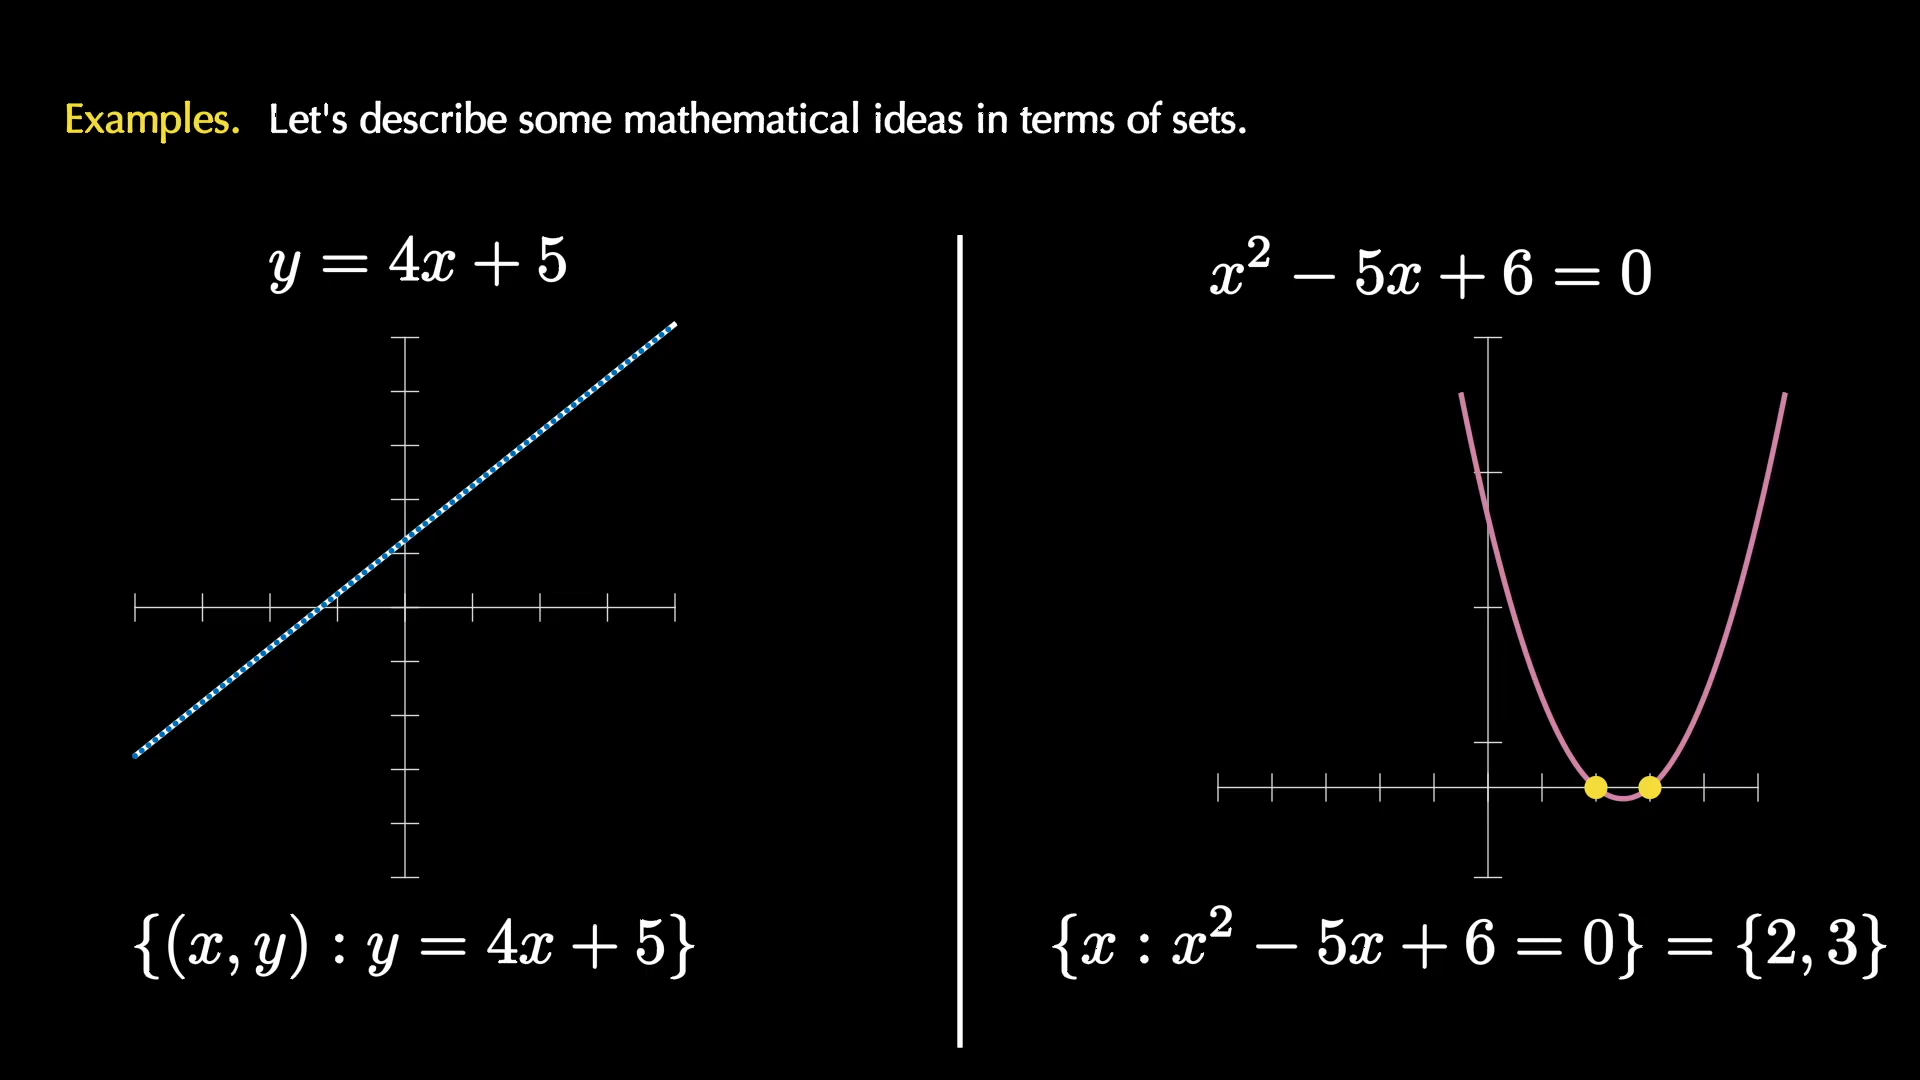 Examples. Let's describe some mathematical ideas in terms of sets.
y = 4x + 5
{(x, y) : y = 4x + 5}
x² − 5x + 6 = 0
{x : x² − 5x + 6 = 0} = {2, 3}